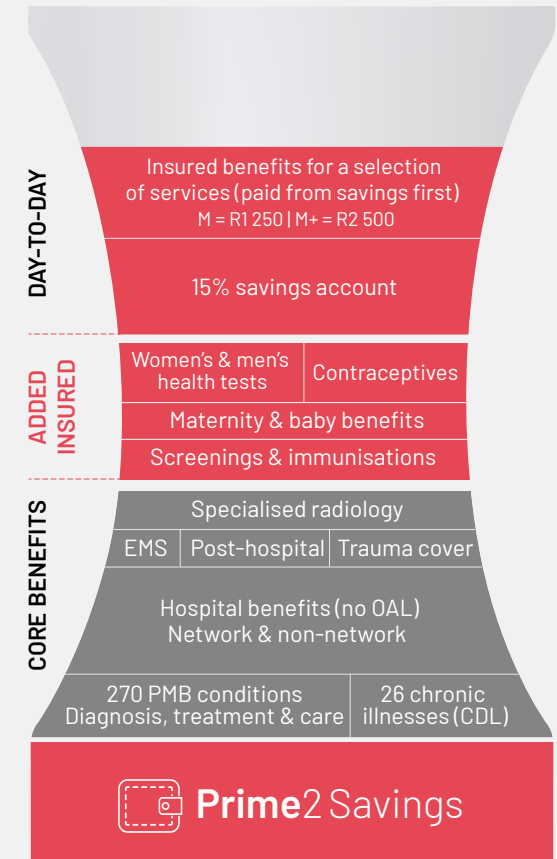 DAY-TO-DAY
Insured benefits for a selection
of services (paid from savings first)
M = R1 250 | M+ = R2 500
15% savings account
ADDED
INSURED
Women's & men's
health tests
Contraceptives
Maternity & baby benefits
Screenings & immunisations
CORE BENEFITS
Specialised radiology
EMS
Post-hospital
Trauma cover
Hospital benefits (no OAL)
Network & non-network
270 PMB conditions
Diagnosis, treatment & care
26 chronic
illnesses (CDL)
Prime2 Savings